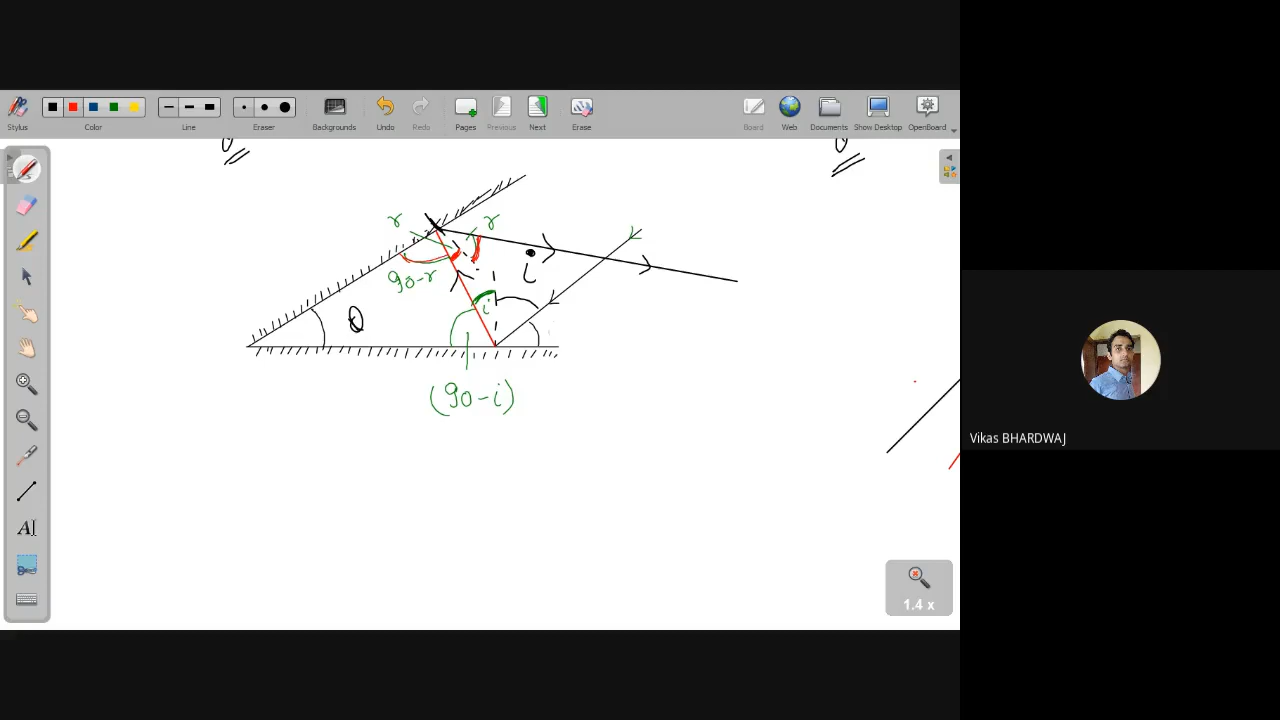 Stylus
Color
Line
Eraser
Backgrounds
Undo
Redo
Pages
Previous
Next
Erase
Board
Web
Documents
Show Desktop
OpenBoard
θ
θ
r
r
90-r
i
i
θ
(90-i)
A
Vikas BHARDWAJ
1.4 x